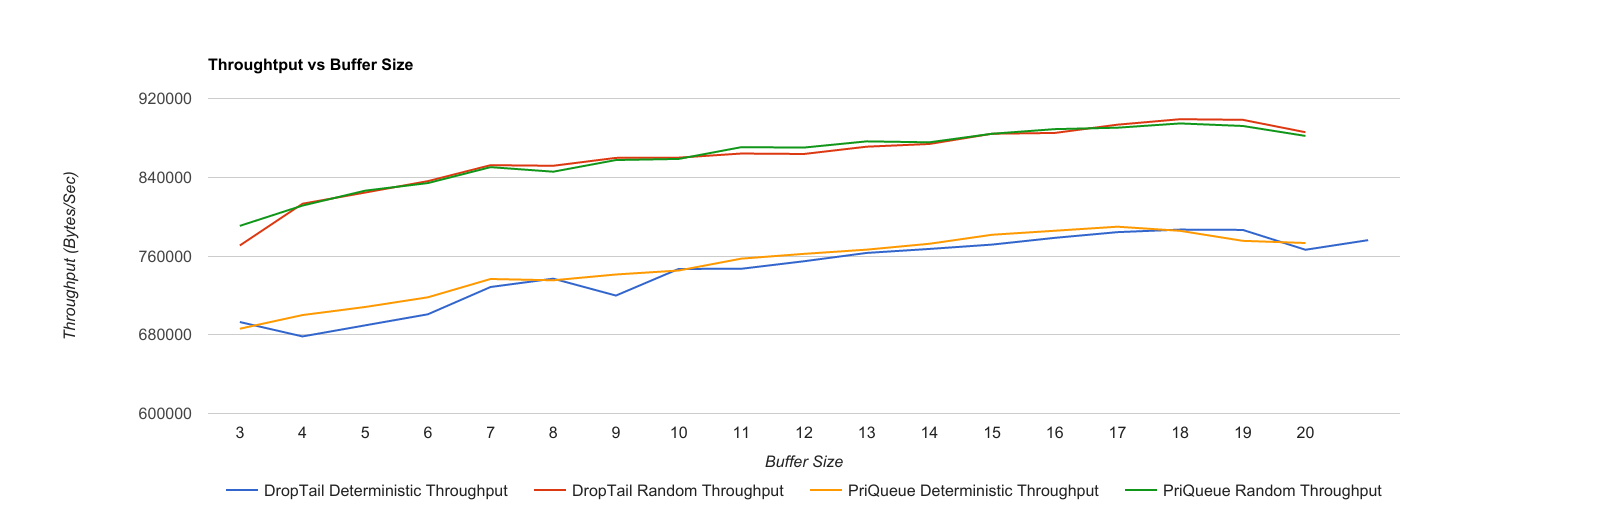 Throughtput vs Buffer Size
920000
840000
760000
680000
600000
Throughput (Bytes/Sec)
3 4 5 6 7 8 9 10 11 12 13 14 15 16 17 18 19 20
Buffer Size
DropTail Deterministic Throughput DropTail Random Throughput PriQueue Deterministic Throughput PriQueue Random Throughput